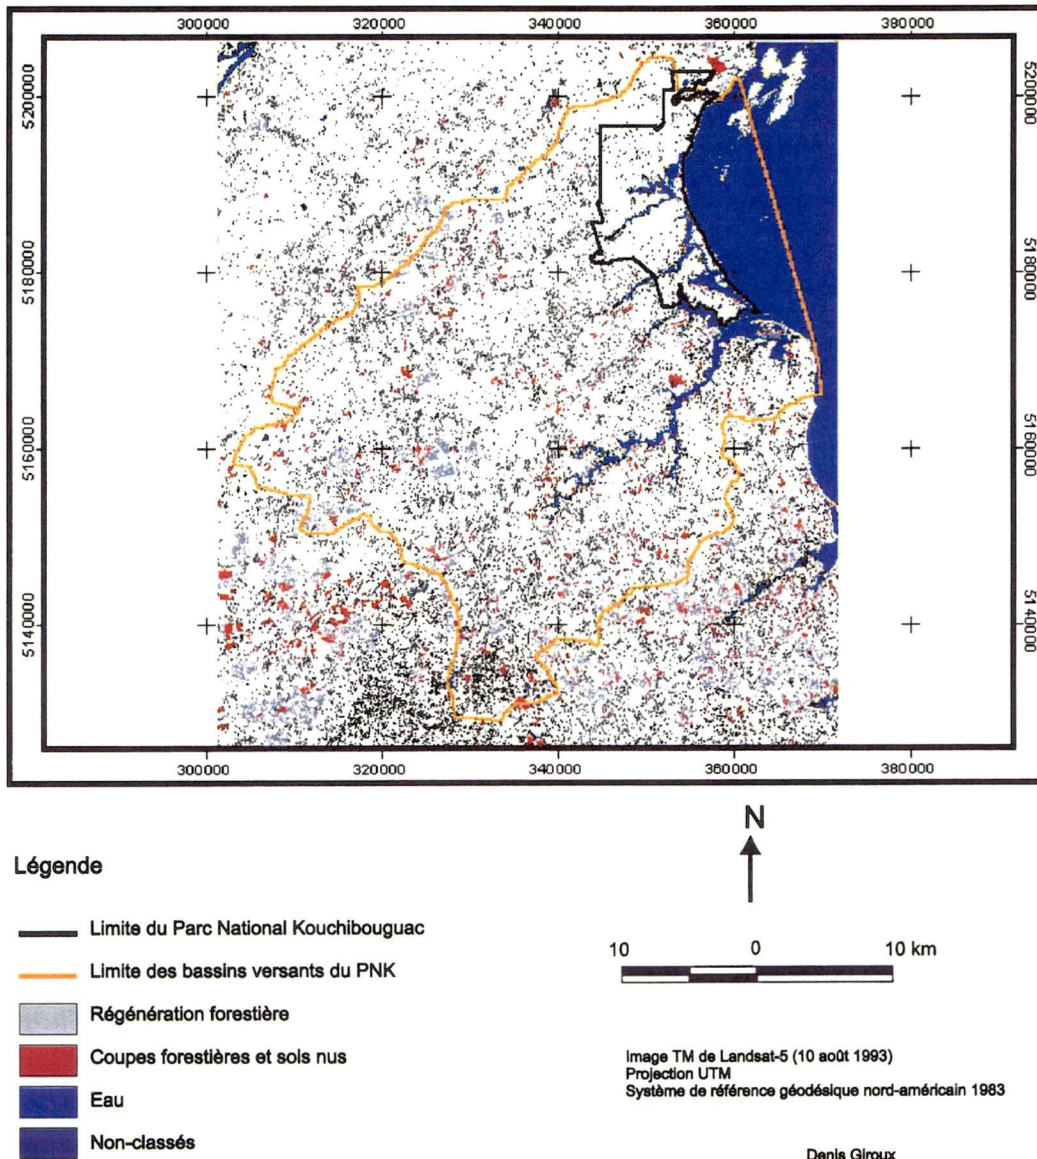 300000 320000 340000 360000 380000
5200000 5200000
5180000 5180000
5160000 5160000
5140000 5140000
300000 320000 340000 360000 380000
N
Légende
Limite du Parc National Kouchibouguac
Limite des bassins versants du PNK
Régénération forestière
Coupes forestières et sols nus
Eau
Non-classés
10 0 10 km
Image TM de Landsat-5 (10 août 1993)
Projection UTM
Système de référence géodésique nord-américain 1983
Denis Giroux